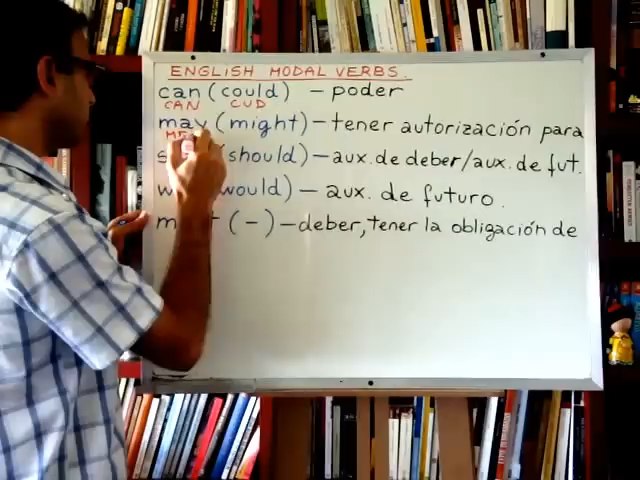 ENGLISH MODAL VERBS.
can (could) – poder
CAN CUD
may (might) – tener autorización para
should) – aux. de deber/aux. de fut.
would) – aux. de futuro.
(-) – deber, tener la obligación de